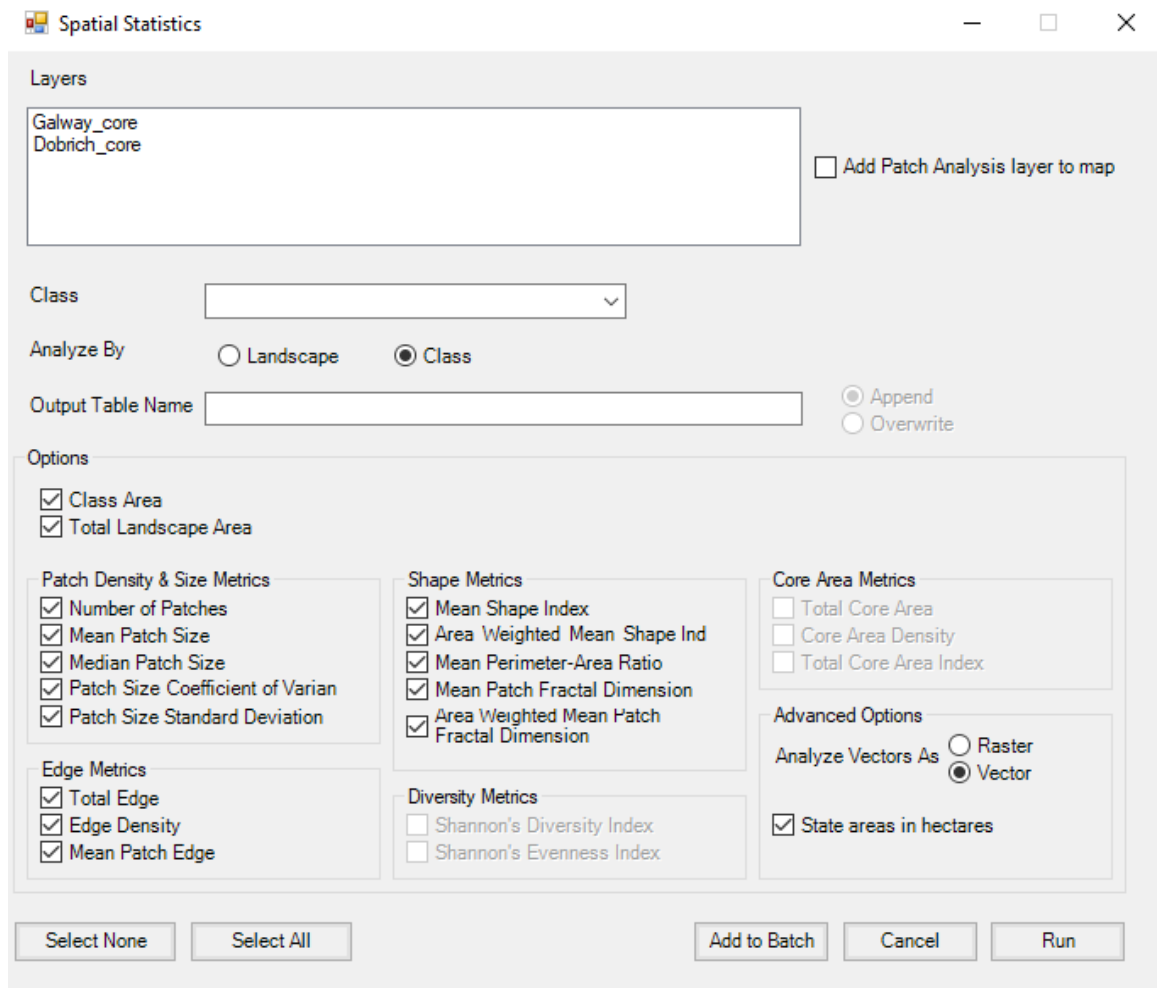 Spatial Statistics
Layers
Galway_core
Dobrich_core
Add Patch Analysis layer to map
Class
Analyze By
Landscape
Class
Output Table Name
Append
Overwrite
Options
Class Area
Total Landscape Area
Patch Density & Size Metrics
Number of Patches
Mean Patch Size
Median Patch Size
Patch Size Coefficient of Varian
Patch Size Standard Deviation
Edge Metrics
Total Edge
Edge Density
Mean Patch Edge
Shape Metrics
Mean Shape Index
Area Weighted Mean Shape Ind
Mean Perimeter-Area Ratio
Mean Patch Fractal Dimension
Area Weighted Mean Patch
Fractal Dimension
Diversity Metrics
Shannon's Diversity Index
Shannon's Evenness Index
Core Area Metrics
Total Core Area
Core Area Density
Total Core Area Index
Advanced Options
Analyze Vectors As
Raster
Vector
State areas in hectares
Select None
Select All
Add to Batch
Cancel
Run